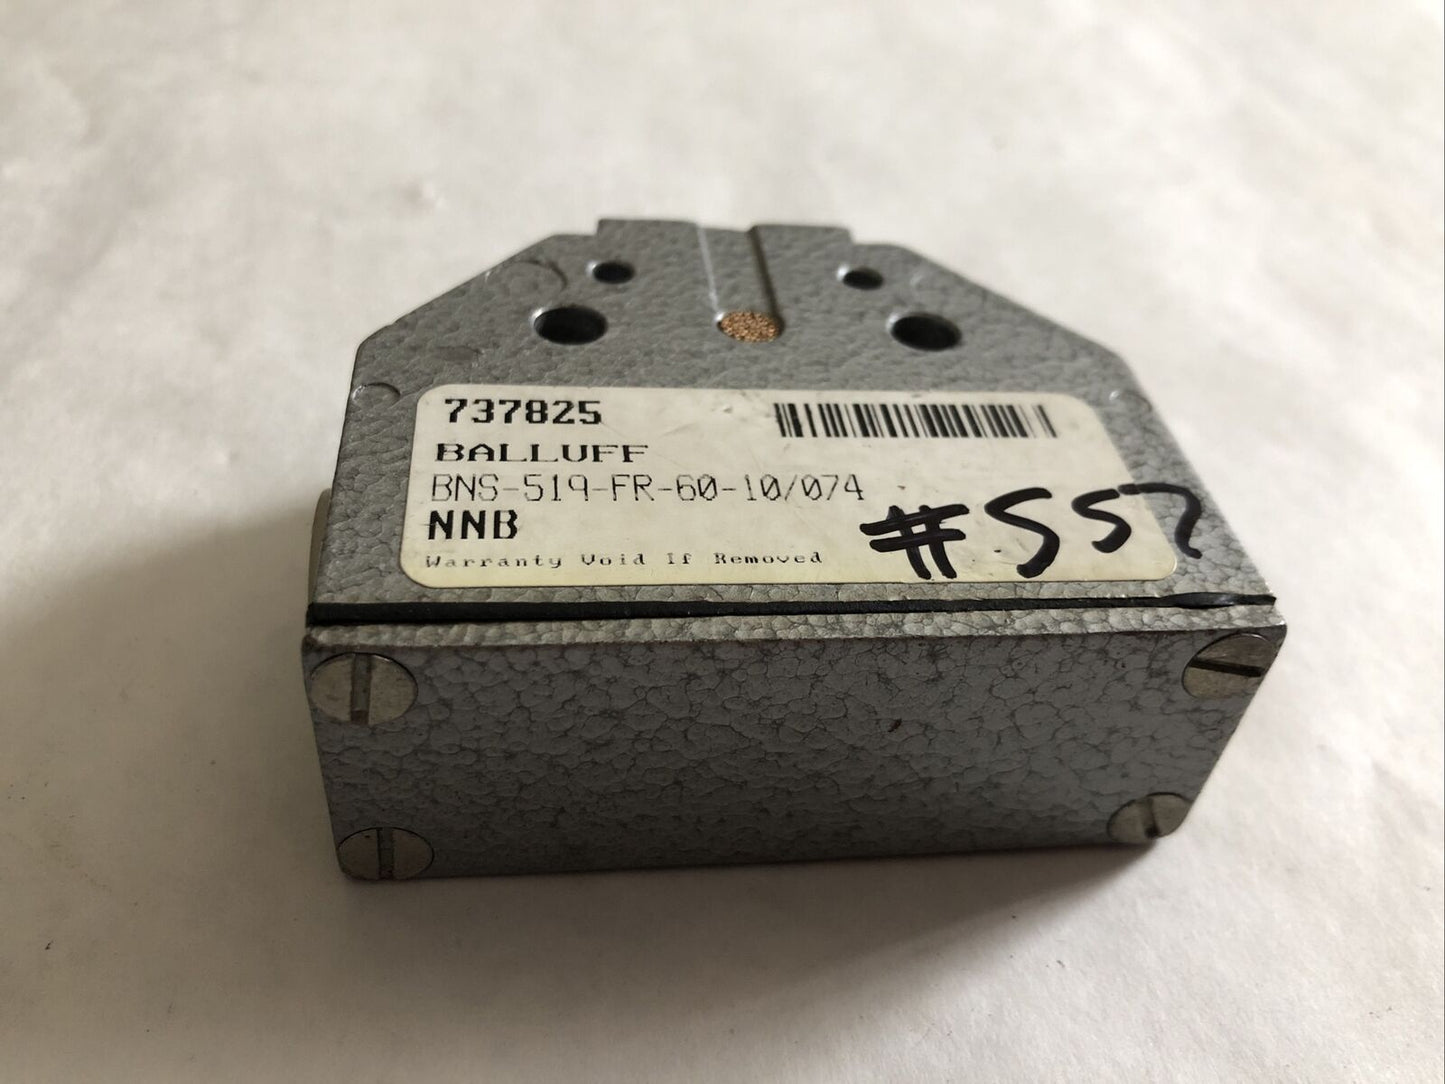 737825
BALLUFF
BNS-519-FR-60-10/074
NNB
#557
Warranty Void If Removed